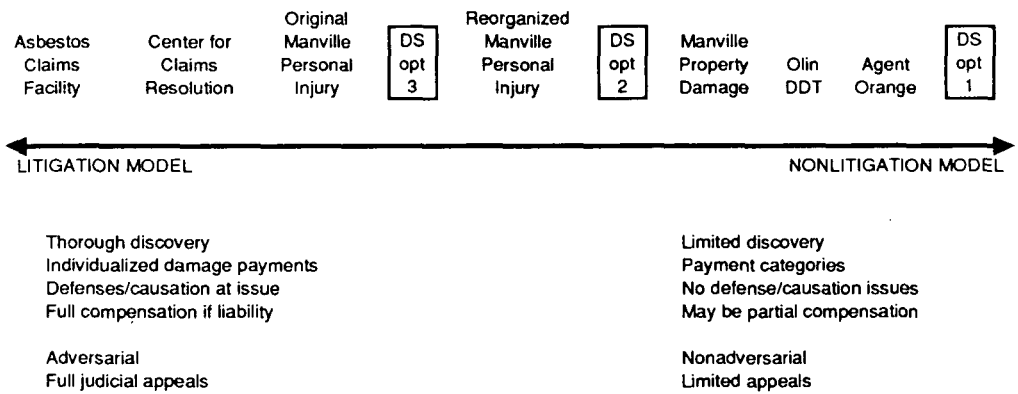 Original Reorganized
Asbestos Center for Manville DS Manville DS Manville DS
Claims Claims Personal opt Personal opt Property Olin Agent opt
Facility Resolution Injury 3 Injury 2 Damage DDT Orange 1
LITIGATION MODEL NONLITIGATION MODEL
Thorough discovery Limited discovery
Individualized damage payments Payment categories
Defenses/causation at issue No defense/causation issues
Full compensation if liability May be partial compensation
Adversarial Nonadversarial
Full judicial appeals Limited appeals